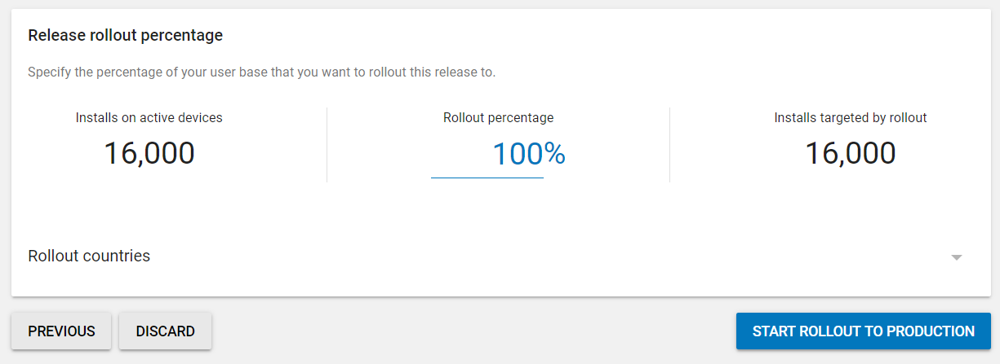 Release rollout percentage
Specify the percentage of your user base that you want to rollout this release to.
Installs on active devices
16,000
Rollout percentage
100%
Installs targeted by rollout
16,000
Rollout countries
PREVIOUS
DISCARD
START ROLLOUT TO PRODUCTION